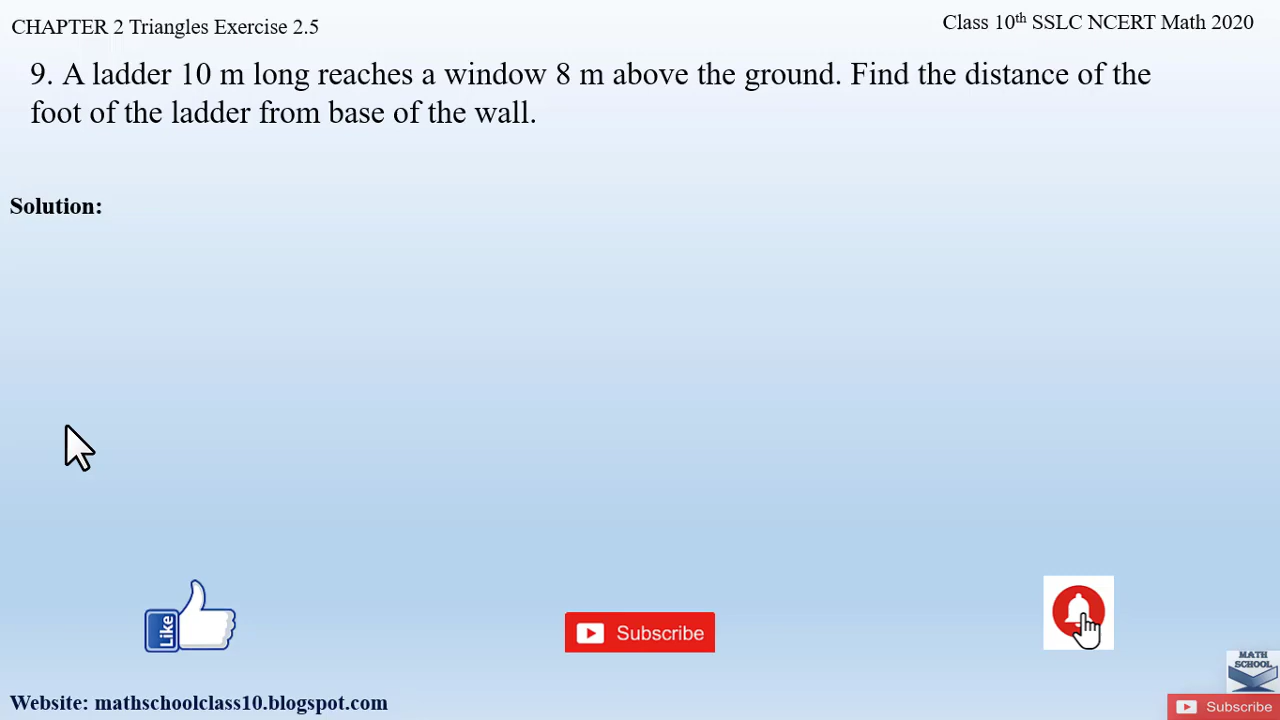 CHAPTER 2 Triangles Exercise 2.5
Class 10th SSLC NCERT Math 2020
9. A ladder 10 m long reaches a window 8 m above the ground. Find the distance of the
foot of the ladder from base of the wall.
Solution:
Like
Subscribe
MATH
SCHOOL
Website: mathschoolclass10.blogspot.com
Subscribe